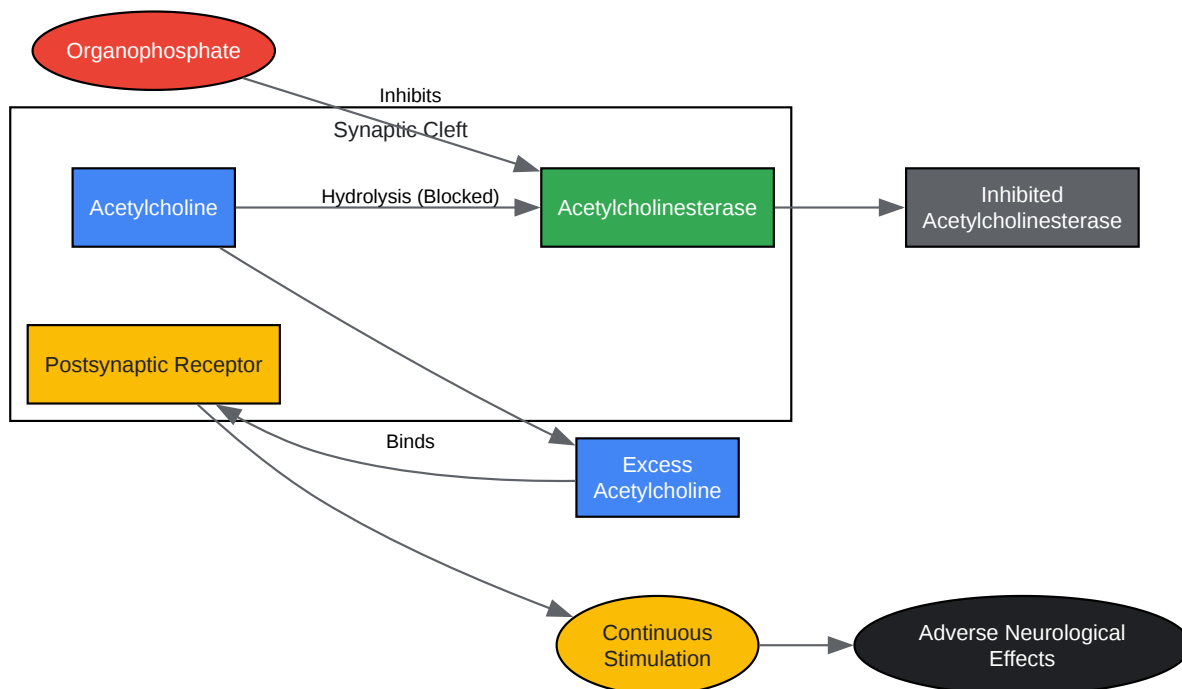 Organophosphate
Inhibits
Synaptic Cleft
Acetylcholine
Hydrolysis (Blocked)
Acetylcholinesterase
Inhibited
Acetylcholinesterase
Postsynaptic Receptor
Binds
Excess
Acetylcholine
Continuous
Stimulation
Adverse Neurological
Effects